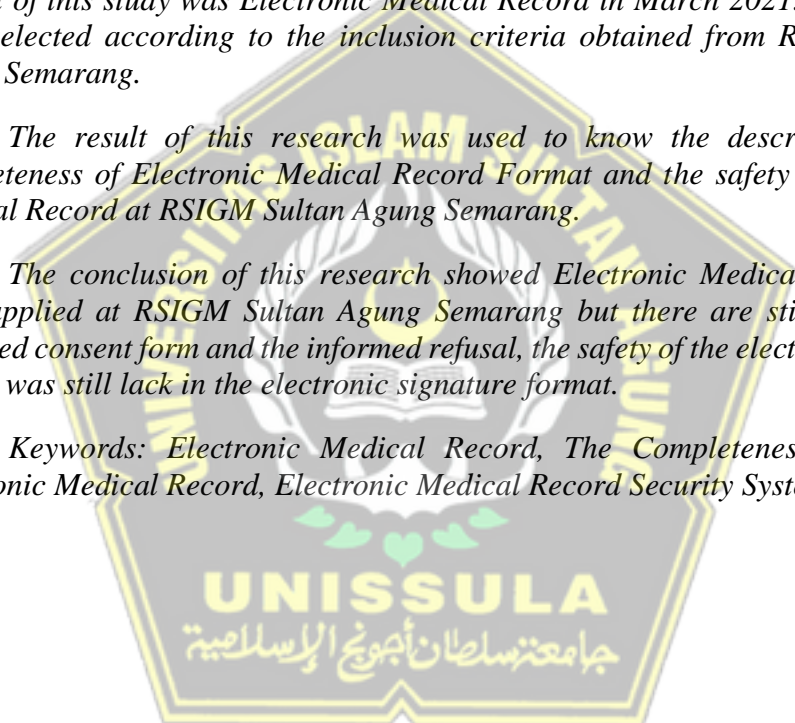 of this study was Electronic Medical Record in March 2021.
elected according to the inclusion criteria obtained from R
Semarang.
The result of this research was used to know the descr
eteness of Electronic Medical Record Format and the safety
al Record at RSIGM Sultan Agung Semarang.
The conclusion of this research showed Electronic Medica
pplied at RSIGM Sultan Agung Semarang but there are sti
ed consent form and the informed refusal, the safety of the elect
was still lack in the electronic signature format.
Keywords: Electronic Medical Record, The Completenes
onic Medical Record, Electronic Medical Record Security Syst
UNIVERSITAS ISLAM SULTAN AGUNG
UNISSULA
جامعة سلطان أجونج الإسلامية